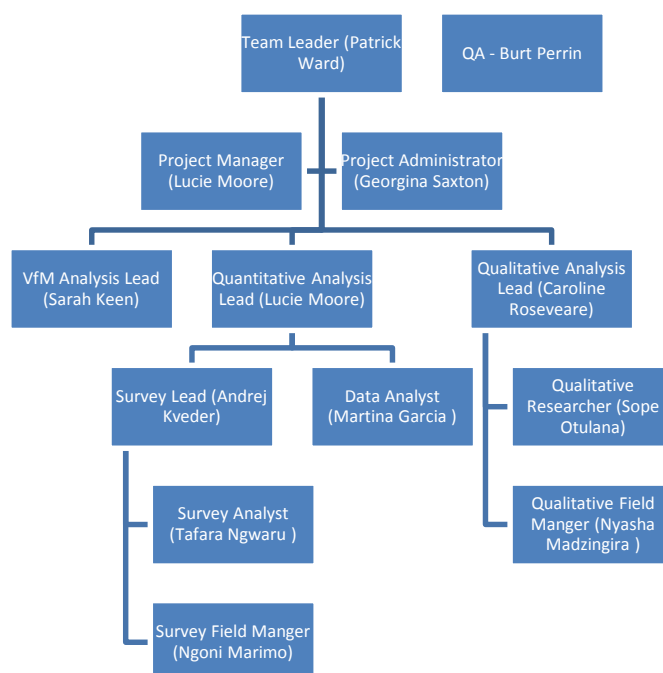 Team Leader (Patrick
Ward)
QA - Burt Perrin
Project Manager
(Lucie Moore)
Project Administrator
(Georgina Saxton)
VfM Analysis Lead
(Sarah Keen)
Quantitative Analysis
Lead (Lucie Moore)
Qualitative Analysis
Lead (Caroline
Roseveare)
Survey Lead (Andrej
Kveder)
Data Analyst
(Martina Garcia )
Qualitative
Researcher (Sope
Otulana)
Survey Analyst
(Tafara Ngwaru )
Qualitative Field
Manger (Nyasha
Madzingira )
Survey Field Manger
(Ngoni Marimo)